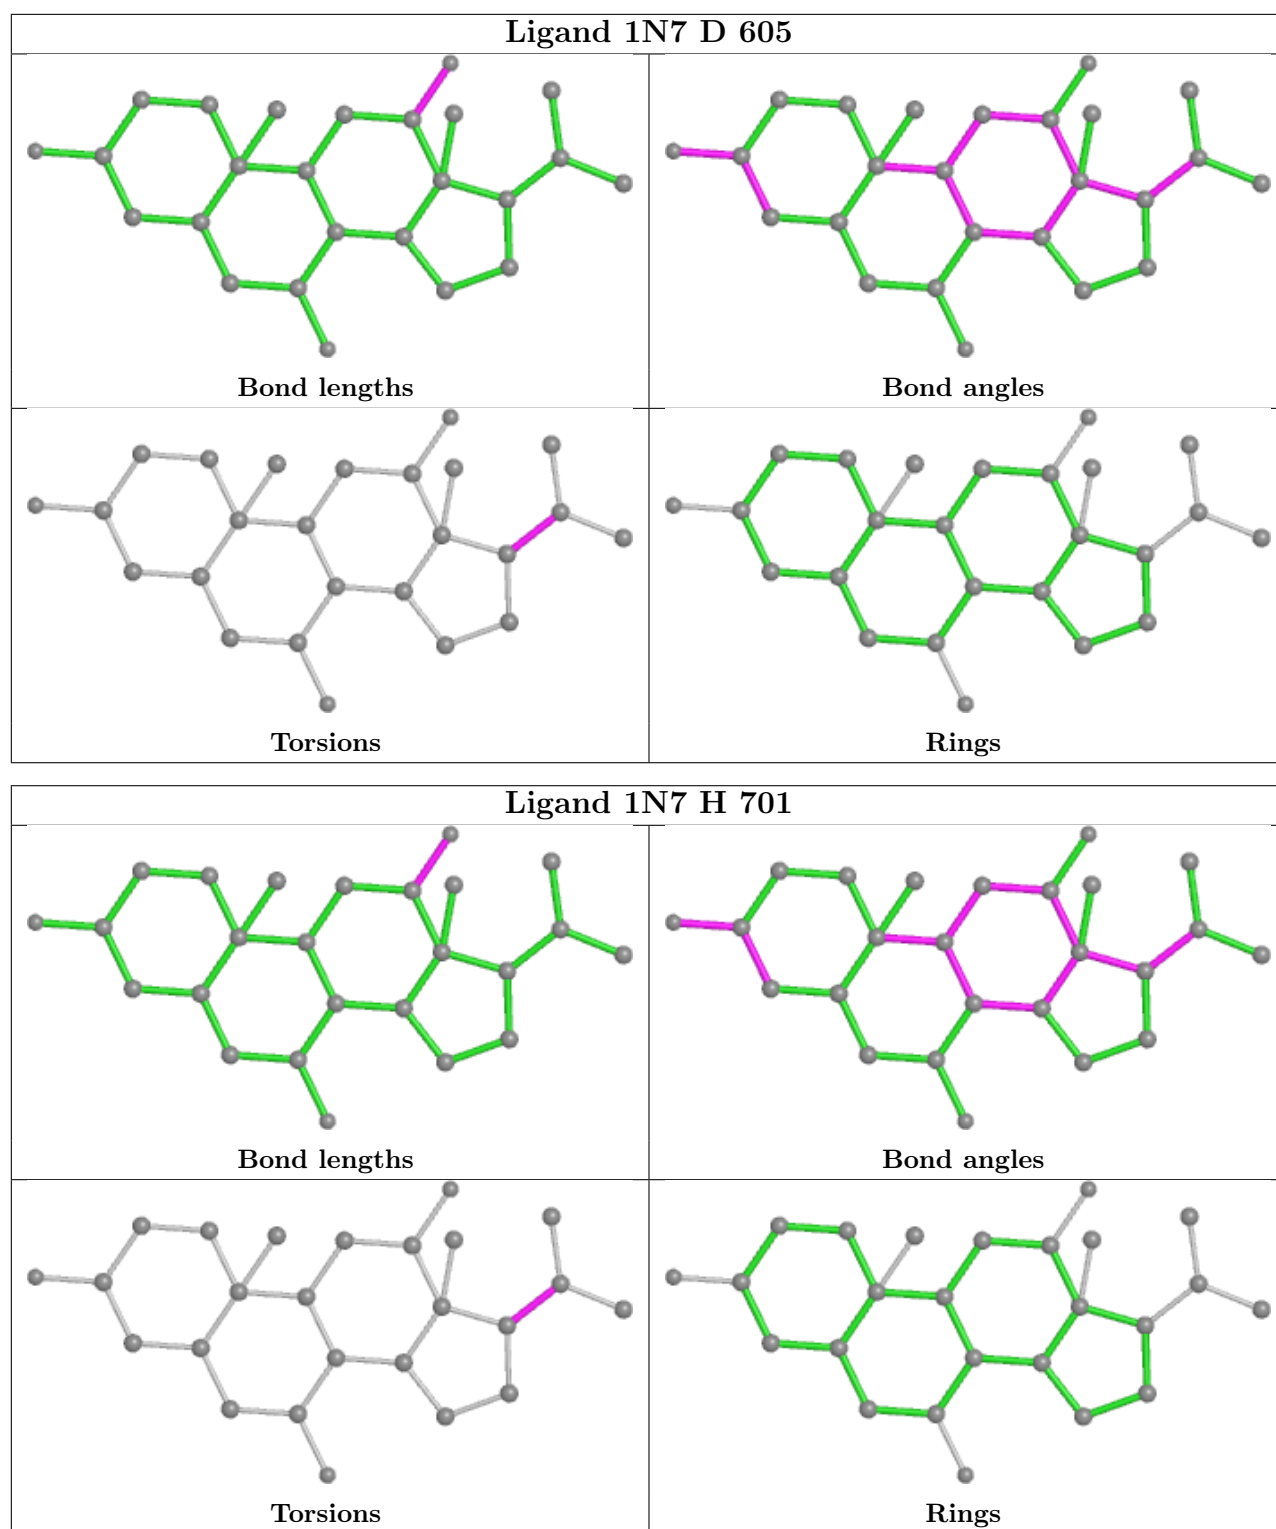 Ligand 1N7 D 605
Bond lengths
Bond angles
Torsions
Rings
Ligand 1N7 H 701
Bond lengths
Bond angles
Torsions
Rings